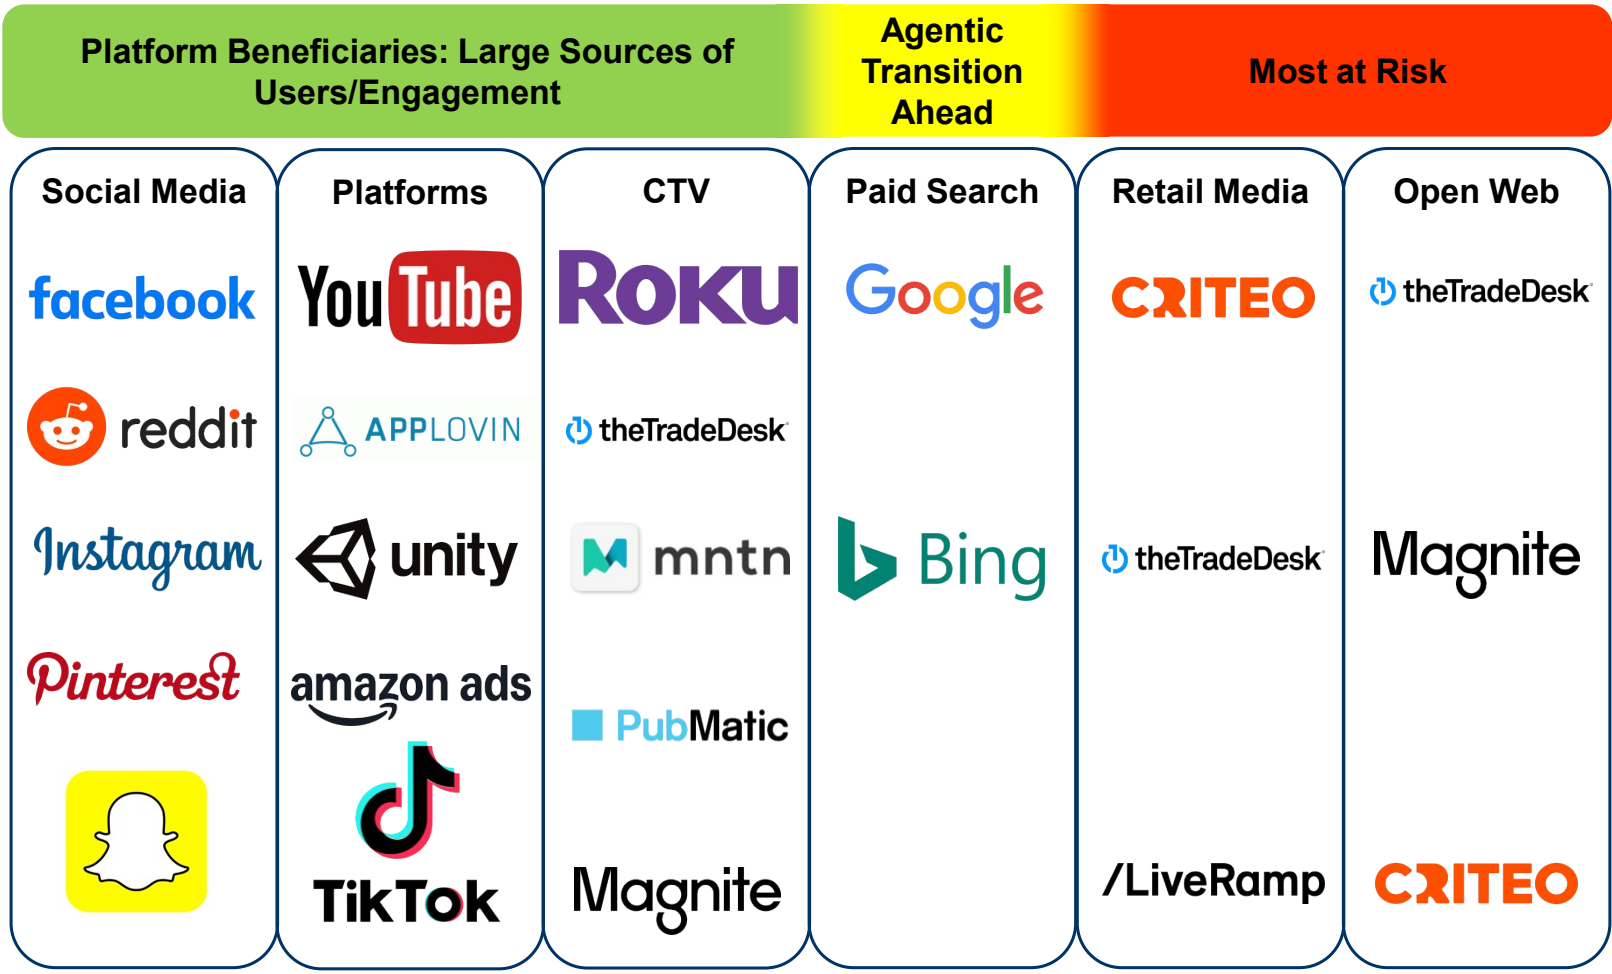 Platform Beneficiaries: Large Sources of
Users/Engagement
Agentic
Transition
Ahead
Most at Risk
Social Media
facebook
reddit
Instagram
Pinterest
Platforms
YouTube
APPLOVIN
unity
amazon ads
TikTok
CTV
ROKU
theTradeDesk
mntn
PubMatic
Magnite
Paid Search
Google
Bing
Retail Media
CRITEO
theTradeDesk
/LiveRamp
Open Web
theTradeDesk
Magnite
CRITEO